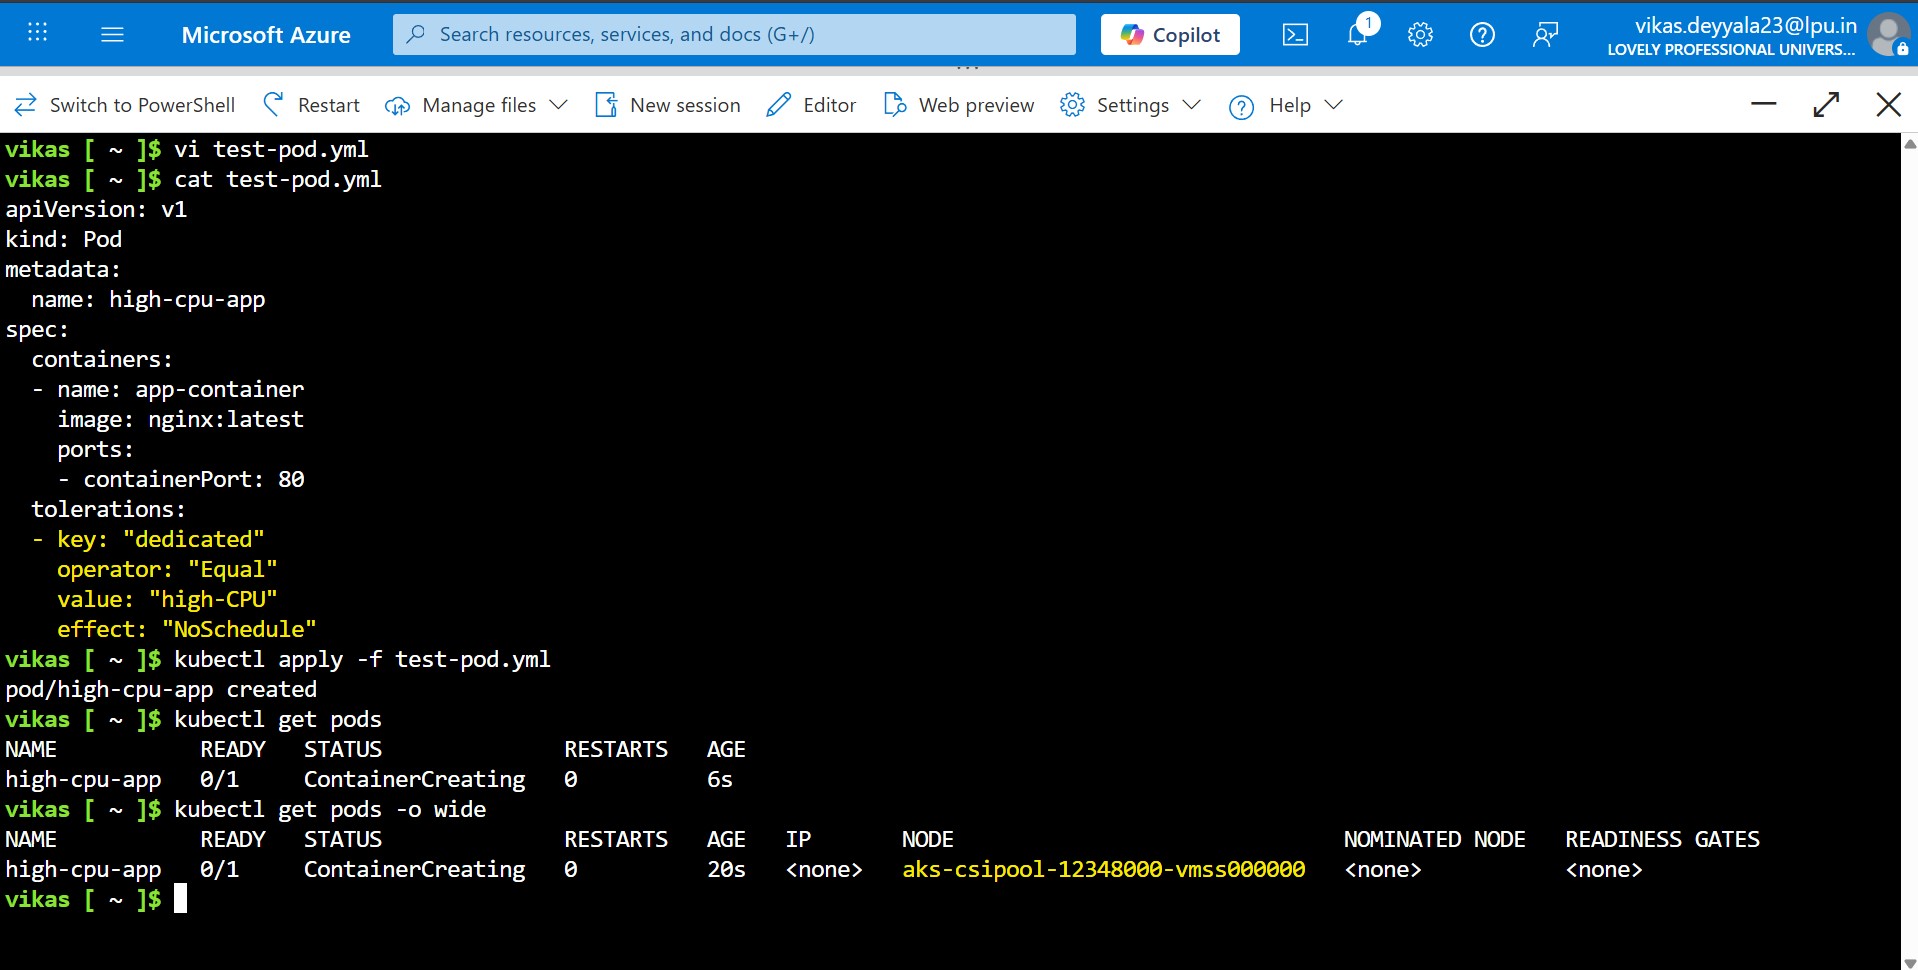 Microsoft Azure
Search resources, services, and docs (G+/)
Copilot
1
vikas.deyyala23@lpu.in
LOVELY PROFESSIONAL UNIVERS...
Switch to PowerShell
Restart
Manage files
New session
Editor
Web preview
Settings
Help
vikas [ ~ ]$ vi test-pod.yml
vikas [ ~ ]$ cat test-pod.yml
apiVersion: v1
kind: Pod
metadata:
  name: high-cpu-app
spec:
  containers:
  - name: app-container
    image: nginx:latest
    ports:
    - containerPort: 80
  tolerations:
  - key: "dedicated"
    operator: "Equal"
    value: "high-CPU"
    effect: "NoSchedule"
vikas [ ~ ]$ kubectl apply -f test-pod.yml
pod/high-cpu-app created
vikas [ ~ ]$ kubectl get pods
NAME           READY   STATUS              RESTARTS   AGE
high-cpu-app   0/1     ContainerCreating   0          6s
vikas [ ~ ]$ kubectl get pods -o wide
NAME           READY   STATUS              RESTARTS   AGE   IP       NODE                              NOMINATED NODE   READINESS GATES
high-cpu-app   0/1     ContainerCreating   0          20s   <none>   aks-csipool-12348000-vmss000000   <none>           <none>
vikas [ ~ ]$